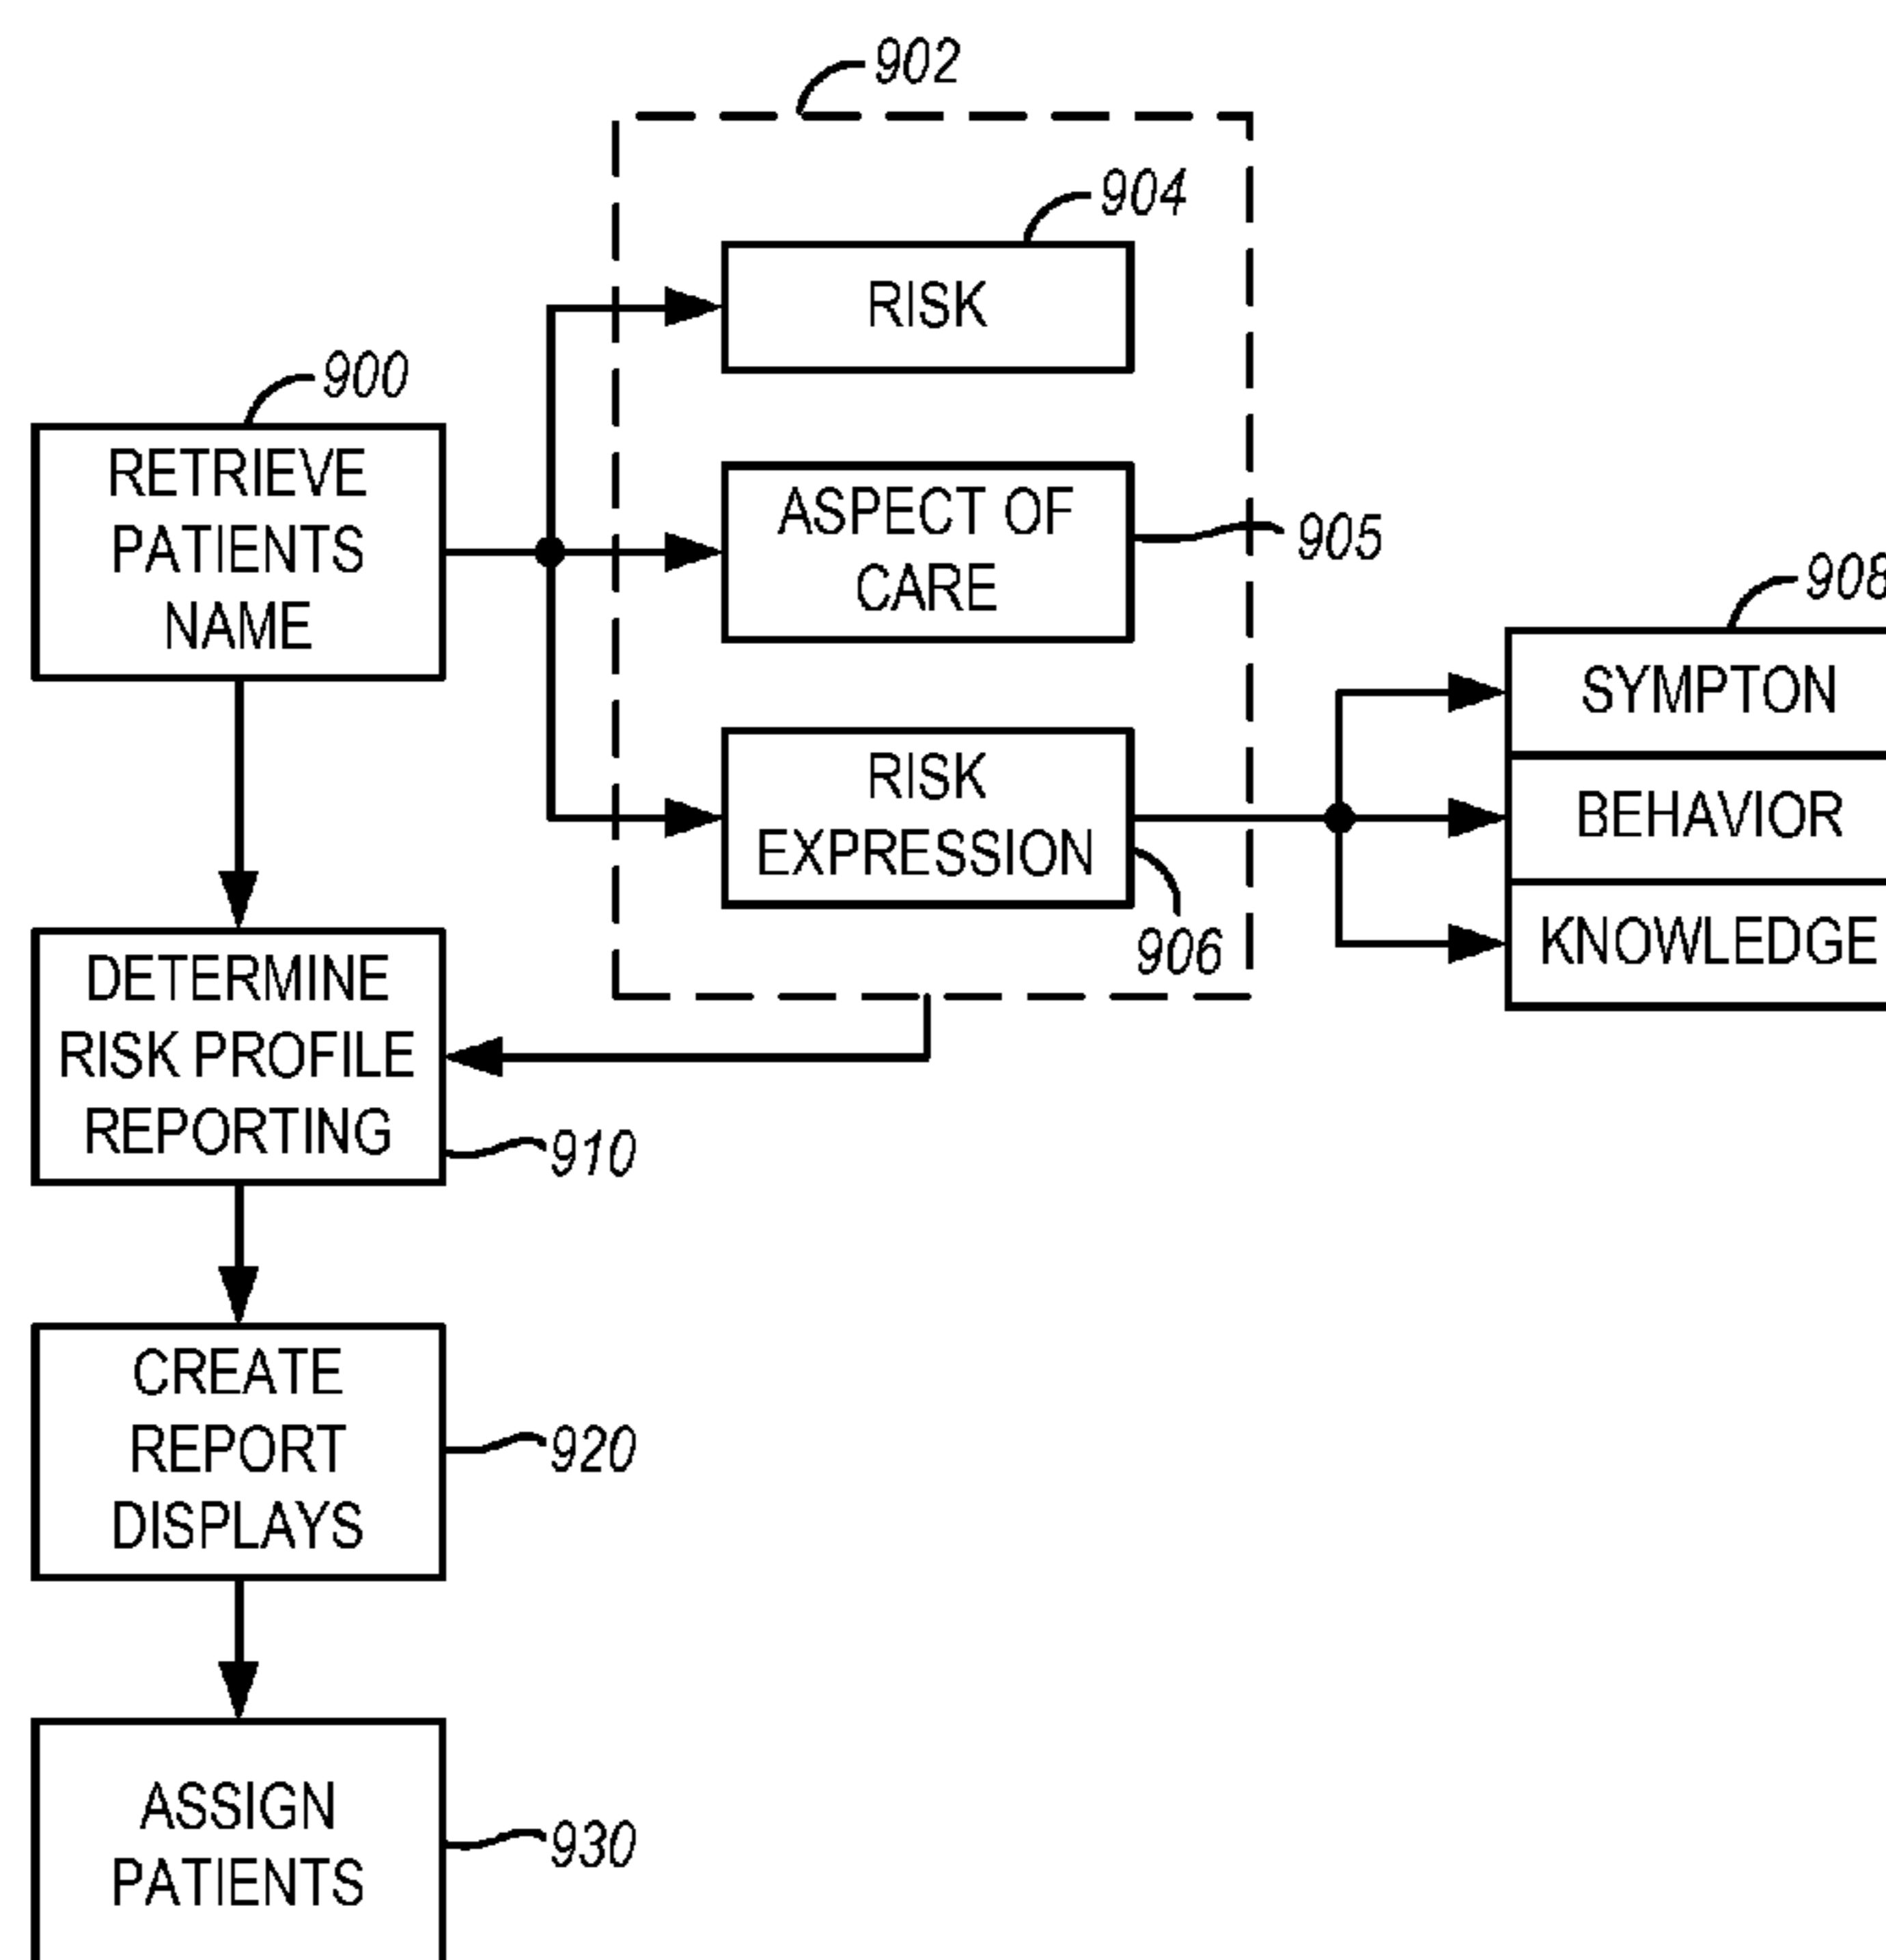 902
904
RISK
900
RETRIEVE
PATIENTS
NAME
ASPECT OF
CARE
905
908
SYMPTON
BEHAVIOR
KNOWLEDGE
RISK
EXPRESSION
906
DETERMINE
RISK PROFILE
REPORTING
910
CREATE
REPORT
DISPLAYS
920
ASSIGN
PATIENTS
930